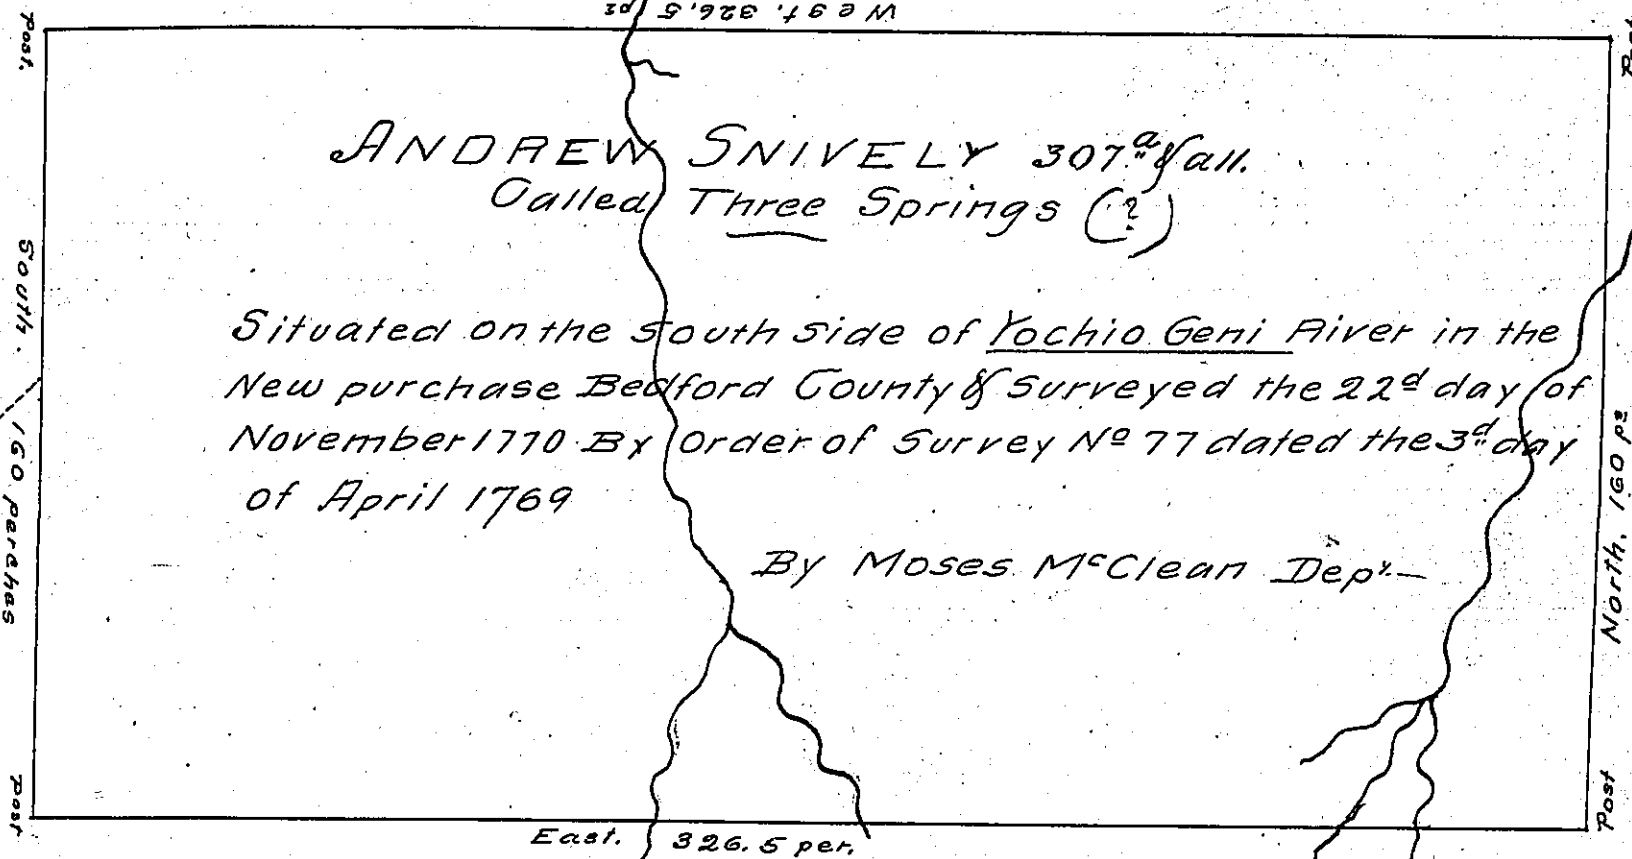 West. 326.5 ps
Post.
Post
ANDREW SNIVELY 307.a & all.
Called Three Springs (?)
South. 160 perches
Situated on the south side of Yochio Geni River in the
New purchase Bedford County & Surveyed the 22d day of
November 1770 By Order of Survey No 77 dated the 3d day
of April 1769
North. 160 ps
By Moses McClean Depy.
Post
Post
East. 326.5 per.